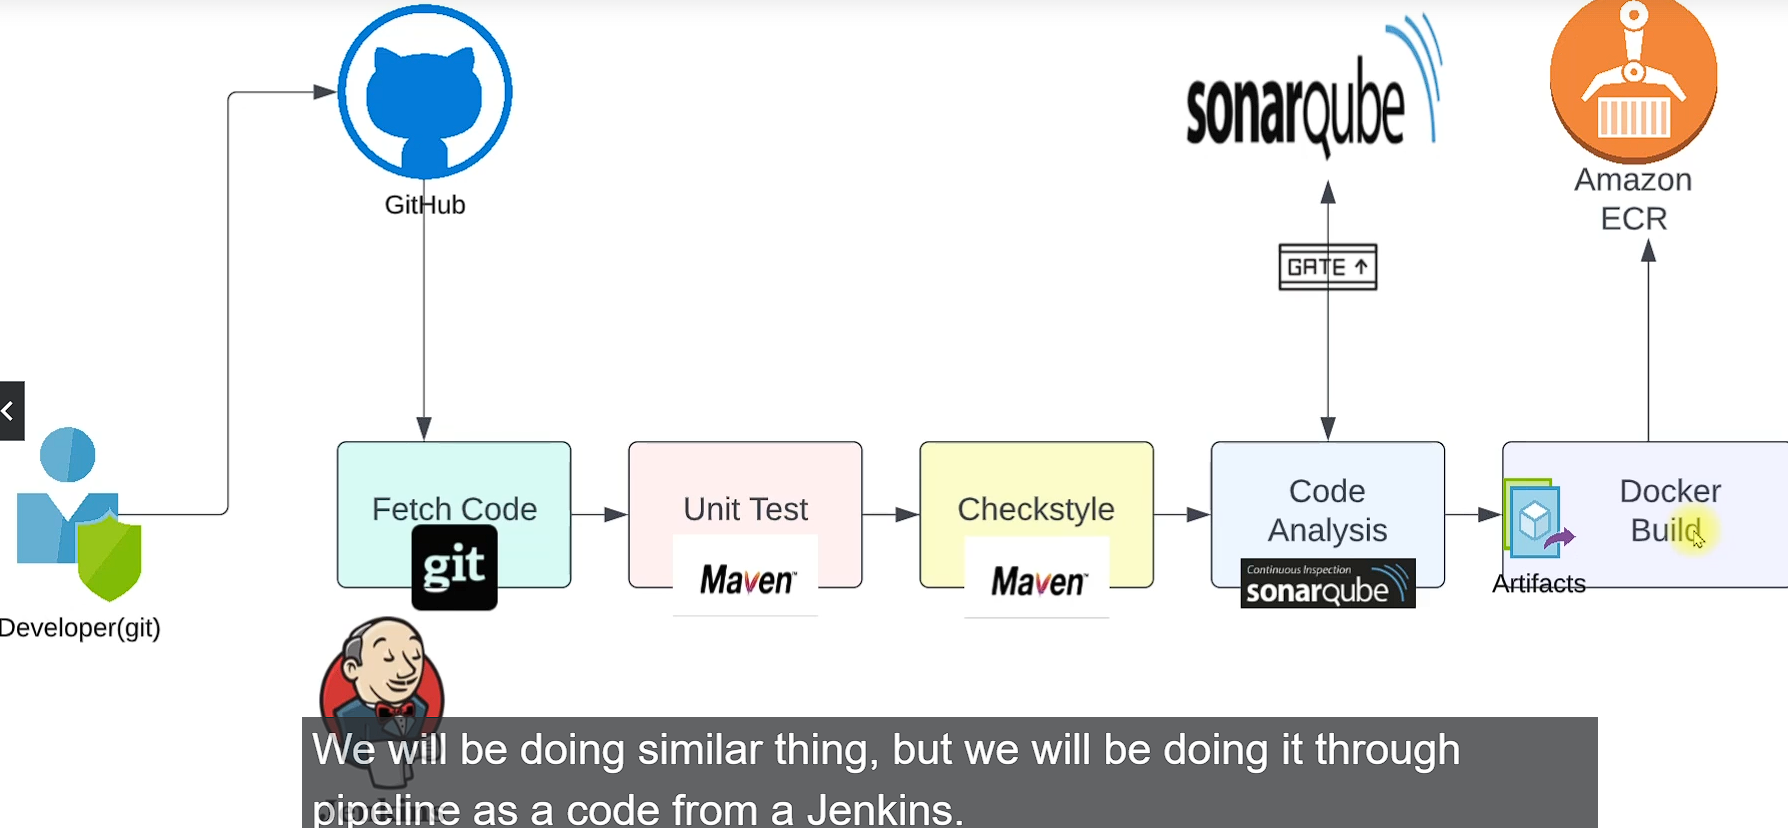 sonarqube
Amazon
ECR
GitHub
GATE ↑
Fetch Code
git
Unit Test
Maven™
Checkstyle
Maven™
Code
Analysis
Continuous Inspection
sonarqube
Docker
Build
Artifacts
Developer(git)
We will be doing similar thing, but we will be doing it through
pipeline as a code from a Jenkins.